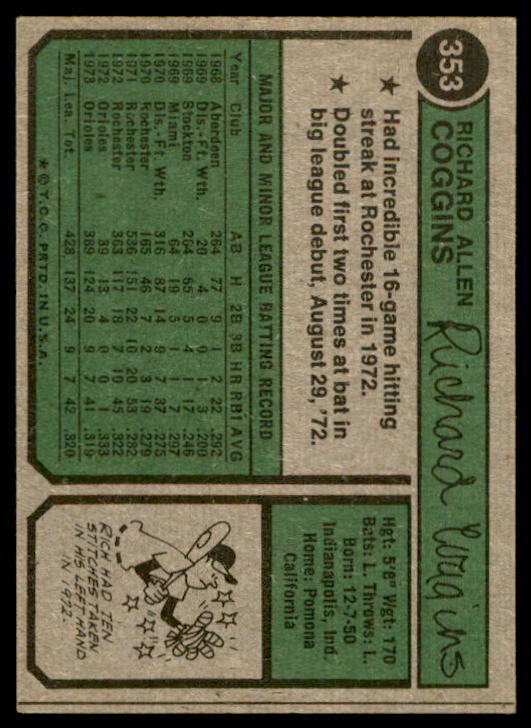 353
RICHARD ALLEN
COGGINS
Richard Coggins
★ Had incredible 16-game hitting
streak at Rochester in 1972.
★ Doubled first two times at bat in
big league debut, August 29, '72.
Hgt: 5'8" Wgt: 170
Bats: L. Throws: L.
Born: 12-7-50
Indianapolis, Ind.
Home: Pomona
California
MAJOR AND MINOR LEAGUE BATTING RECORD
Year Club AB H 2B 3B HR RBI AVG
1968 Aberdeen 264 77 9 1 2 22 .292
1969 Dls.-Ft. Wth. 20 4 0 0 1 3 .200
1969 Stockton 264 65 5 4 1 17 .246
1969 Miami 64 19 5 1 1 7 .297
1970 Dls.-Ft. Wth. 316 87 14 9 7 37 .275
1970 Rochester 165 46 7 2 3 19 .279
1971 Rochester 536 151 22 10 20 53 .282
1972 Rochester 363 117 18 7 10 45 .322
1972 Orioles 39 13 4 0 0 1 .333
1973 Orioles 389 124 20 9 7 41 .319
Maj. Lea. Tot. 428 137 24 9 7 42 .320
★ © T.C.G. PRTD. IN U.S.A.
RICH HAD TEN
STITCHES TAKEN
IN HIS LEFT HAND
IN 1972.